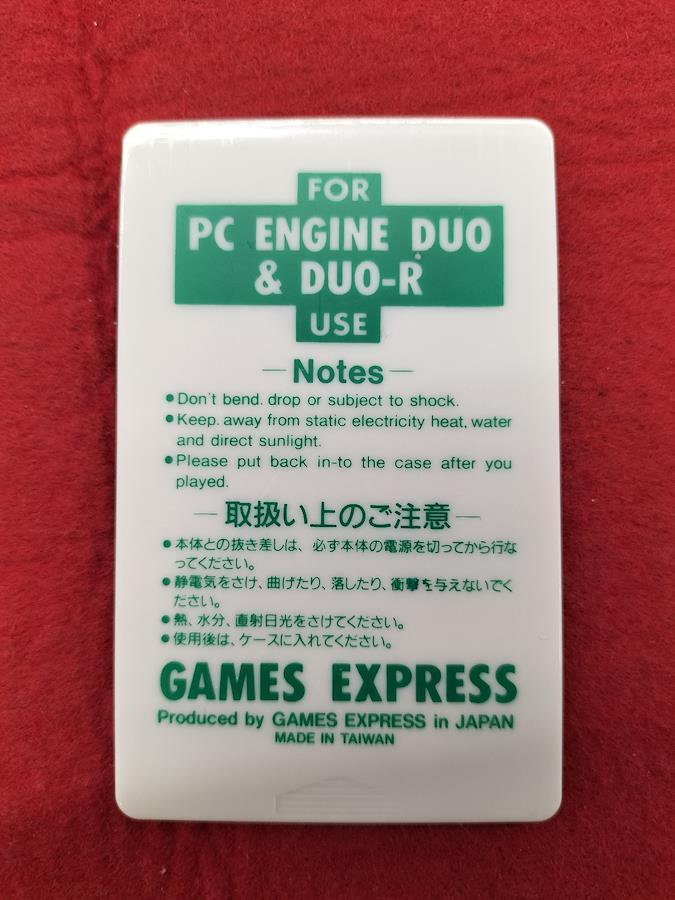 FOR
PC ENGINE DUO
& DUO-R
USE
Notes
●Don't bend. drop or subject to shock.
●Keep. away from static electricity heat, water
and direct sunlight.
●Please put back in-to the case after you
played.
取扱い上のご注意
●本体との抜き差しは、必ず本体の電源を切ってから行な
ってください。
●静電気をさけ、曲げたり、落したり、衝撃を与えないでく
ださい。
●熱、水分、直射日光をさけてください。
●使用後は、ケースに入れてください。
GAMES EXPRESS
Produced by GAMES EXPRESS in JAPAN
MADE IN TAIWAN